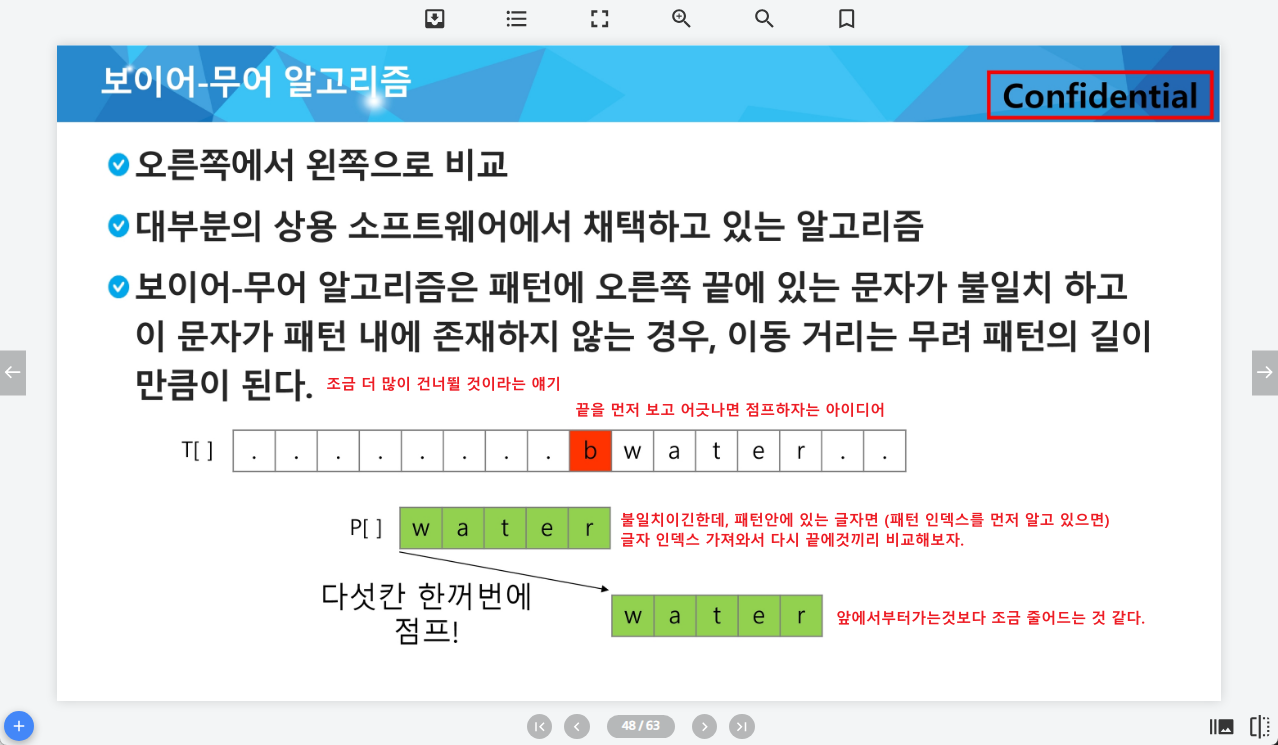 보이어-무어 알고리즘
Confidential
오른쪽에서 왼쪽으로 비교
대부분의 상용 소프트웨어에서 채택하고 있는 알고리즘
보이어-무어 알고리즘은 패턴에 오른쪽 끝에 있는 문자가 불일치 하고
이 문자가 패턴 내에 존재하지 않는 경우, 이동 거리는 무려 패턴의 길이
만큼이 된다. 조금 더 많이 건너뛸 것이라는 얘기
끝을 먼저 보고 어긋나면 점프하자는 아이디어
T[ ] . . . . . . . . b w a t e r . .
P[ ] w a t e r 불일치이긴한데, 패턴안에 있는 글자면 (패턴 인덱스를 먼저 알고 있으면)
글자 인덱스 가져와서 다시 끝에것끼리 비교해보자.
다섯칸 한꺼번에
점프!
w a t e r 앞에서부터가는것보다 조금 줄어드는 것 같다.
48 / 63